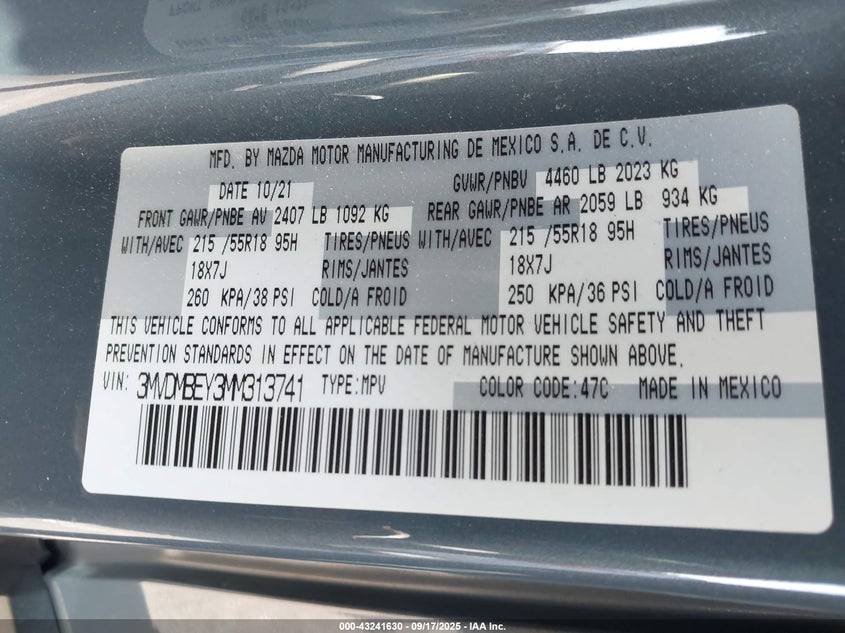 MFD. BY MAZDA MOTOR MANUFACTURING DE MEXICO S.A. DE C.V.
DATE 10/21 GVWR/PNBV 4460 LB 2023 KG
FRONT GAWR/PNBE AV 2407 LB 1092 KG REAR GAWR/PNBE AR 2059 LB 934 KG
WITH/AVEC 215 /55R18 95H TIRES/PNEUS WITH/AVEC 215 /55R18 95H TIRES/PNEUS
18X7J RIMS/JANTES 18X7J RIMS/JANTES
260 KPA/38 PSI COLD/A FROID 250 KPA/36 PSI COLD/A FROID
THIS VEHICLE CONFORMS TO ALL APPLICABLE FEDERAL MOTOR VEHICLE SAFETY AND THEFT
PREVENTION STANDARDS IN EFFECT ON THE DATE OF MANUFACTURE SHOWN ABOVE.
VIN: 3MVDMBEY3MM313741 TYPE:MPV COLOR CODE:47C MADE IN MEXICO
000-43241630 - 09/17/2025 - IAA Inc.